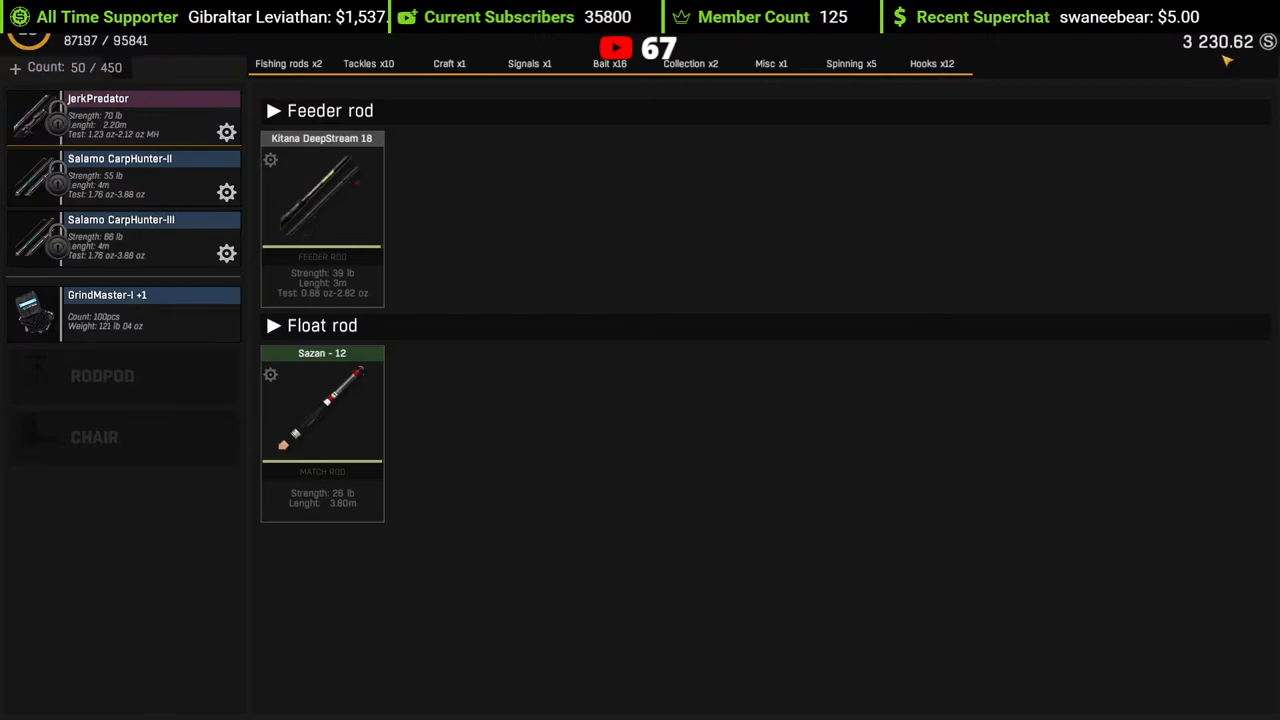 All Time Supporter Gibraltar Leviathan: $1,537. Current Subscribers 35800 Member Count 125 Recent Superchat swaneebear: $5.00
87197 / 95841
67
3 230.62
Count: 50 / 450
Fishing rods x2 Tackles x10 Craft x1 Signals x1 Bait x16 Collection x2 Misc x1 Spinning x5 Hooks x12
JerkPredator
Strength: 70 lb
Lenght: 2.20m
Test: 1.23 oz-2.12 oz MH
Salamo CarpHunter-II
Strength: 55 lb
Lenght: 4m
Test: 1.76 oz-3.88 oz
Salamo CarpHunter-III
Strength: 66 lb
Lenght: 4m
Test: 1.76 oz-3.88 oz
GrindMaster-I +1
Count: 100pcs
Weight: 121 lb 04 oz
RODPOD
CHAIR
Feeder rod
Kitana DeepStream 18
FEEDER ROD
Strength: 39 lb
Lenght: 3m
Test: 0.88 oz-2.82 oz
Float rod
Sazan - 12
MATCH ROD
Strength: 28 lb
Lenght: 3.80m